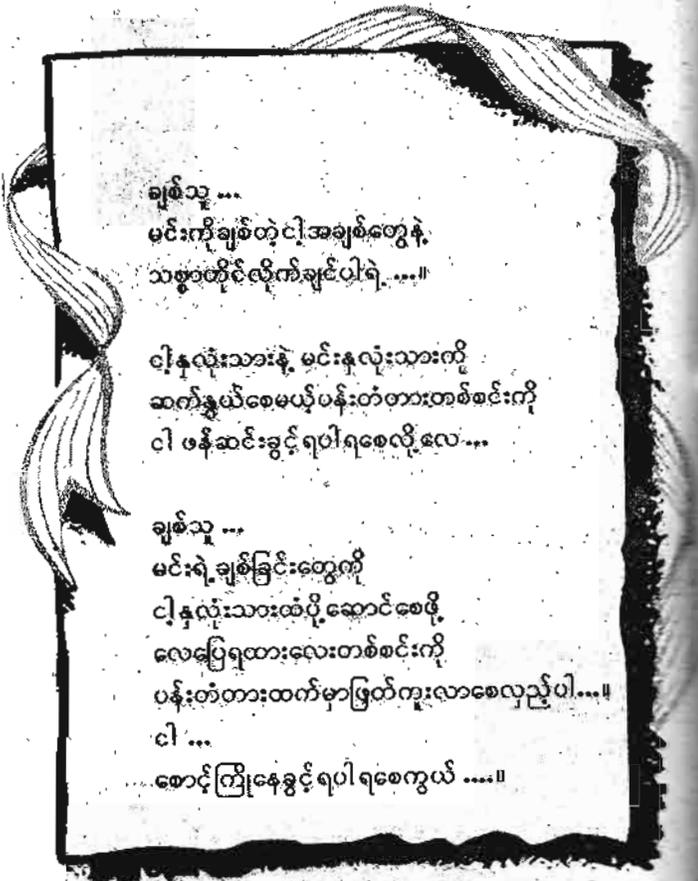 ချစ်သူ ...
မင်းကိုချစ်တဲ့ငါ့အချစ်တွေနဲ့
သစ္စာတိုင်လိုက်ချင်ပါရဲ့ ...။
ငါ့နှလုံးသားနဲ့ မင်းနှလုံးသားကို
ဆက်နွှယ်စေမယ့်ပန်းတံတားတစ်စင်းကို
ငါ ဖန်ဆင်းခွင့်ရပါရစေလို့လေ ...
ချစ်သူ ...
မင်းရဲ့ချစ်ခြင်းတွေကို
ငါ့နှလုံးသားထံပို့ဆောင်စေဖို့
လေပြေရထားလေးတစ်စင်းကို
ပန်းတံတားထက်မှာဖြတ်ကူးလာစေလှည့်ပါ...။
ငါ ...
စောင့်ကြိုနေခွင့်ရပါရစေကွယ် ....။